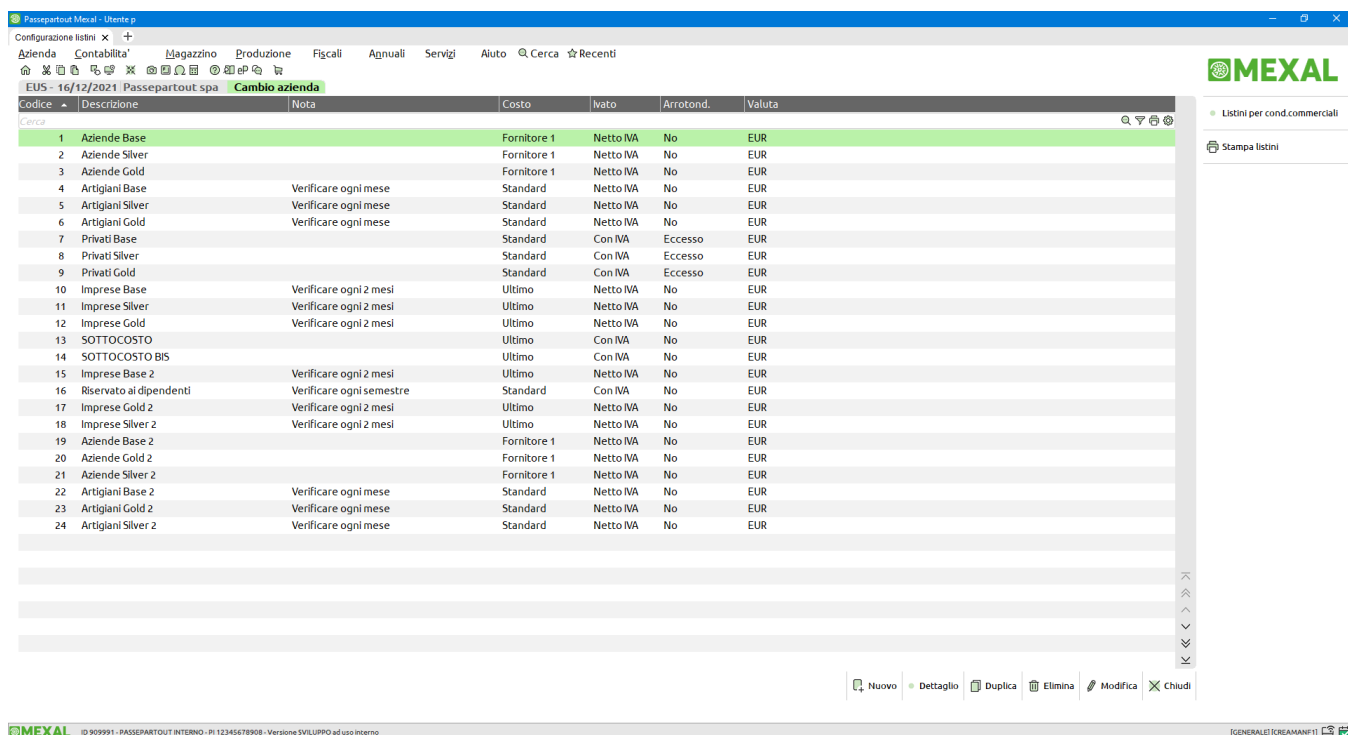 Passepartout Mexal - Utente p
Configurazione listini × +
Azienda Contabilita' Magazzino Produzione Fiscali Annuali Servizi Aiuto Cerca Recenti
MEXAL
EUS - 16/12/2021 Passepartout spa Cambio azienda
Codice Descrizione Nota Costo Ivato Arrotond. Valuta
Cerca
1 Aziende Base Fornitore 1 Netto IVA No EUR
2 Aziende Silver Fornitore 1 Netto IVA No EUR
3 Aziende Gold Fornitore 1 Netto IVA No EUR
4 Artigiani Base Verificare ogni mese Standard Netto IVA No EUR
5 Artigiani Silver Verificare ogni mese Standard Netto IVA No EUR
6 Artigiani Gold Verificare ogni mese Standard Netto IVA No EUR
7 Privati Base Standard Con IVA Eccesso EUR
8 Privati Silver Standard Con IVA Eccesso EUR
9 Privati Gold Standard Con IVA Eccesso EUR
10 Imprese Base Verificare ogni 2 mesi Ultimo Netto IVA No EUR
11 Imprese Silver Verificare ogni 2 mesi Ultimo Netto IVA No EUR
12 Imprese Gold Verificare ogni 2 mesi Ultimo Netto IVA No EUR
13 SOTTOCOSTO Ultimo Con IVA No EUR
14 SOTTOCOSTO BIS Ultimo Con IVA No EUR
15 Imprese Base 2 Verificare ogni 2 mesi Ultimo Netto IVA No EUR
16 Riservato ai dipendenti Verificare ogni semestre Standard Con IVA No EUR
17 Imprese Gold 2 Verificare ogni 2 mesi Ultimo Netto IVA No EUR
18 Imprese Silver 2 Verificare ogni 2 mesi Ultimo Netto IVA No EUR
19 Aziende Base 2 Fornitore 1 Netto IVA No EUR
20 Aziende Gold 2 Fornitore 1 Netto IVA No EUR
21 Aziende Silver 2 Fornitore 1 Netto IVA No EUR
22 Artigiani Base 2 Verificare ogni mese Standard Netto IVA No EUR
23 Artigiani Gold 2 Verificare ogni mese Standard Netto IVA No EUR
24 Artigiani Silver 2 Verificare ogni mese Standard Netto IVA No EUR
Listini per cond.commerciali
Stampa listini
Nuovo Dettaglio Duplica Elimina Modifica Chiudi
MEXAL ID 909991 - PASSEPARTOUT INTERNO - PI 12345678908 - Versione SVILUPPO ad uso interno [GENERALE] [CREAMANF1]